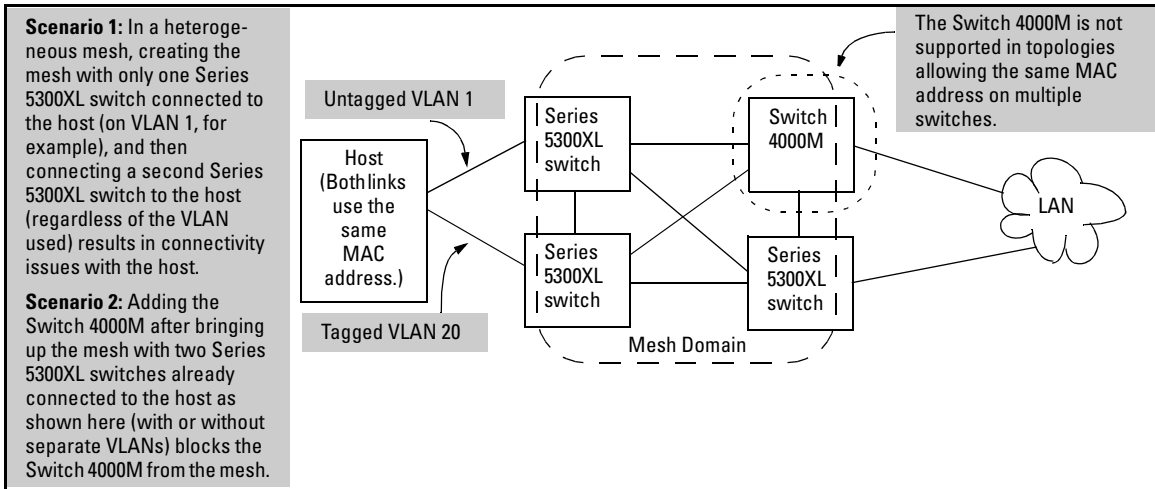 Scenario 1: In a heteroge-
neous mesh, creating the
mesh with only one Series
5300XL switch connected to
the host (on VLAN 1, for
example), and then
connecting a second Series
5300XL switch to the host
(regardless of the VLAN
used) results in connectivity
issues with the host.
Scenario 2: Adding the
Switch 4000M after bringing
up the mesh with two Series
5300XL switches already
connected to the host as
shown here (with or without
separate VLANs) blocks the
Switch 4000M from the mesh.
Untagged VLAN 1
Host
(Both links
use the
same
MAC
address.)
Tagged VLAN 20
Series
5300XL
switch
Series
5300XL
switch
Switch
4000M
Series
5300XL
switch
Mesh Domain
The Switch 4000M is not
supported in topologies
allowing the same MAC
address on multiple
switches.
LAN